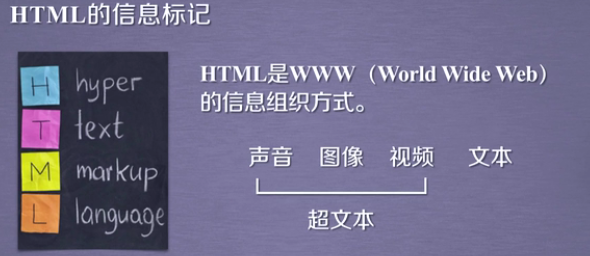 HTML的信息标记
H hyper
T text
M markup
L language
HTML是WWW（World Wide Web）
的信息组织方式。
声音 图像 视频 文本
超文本